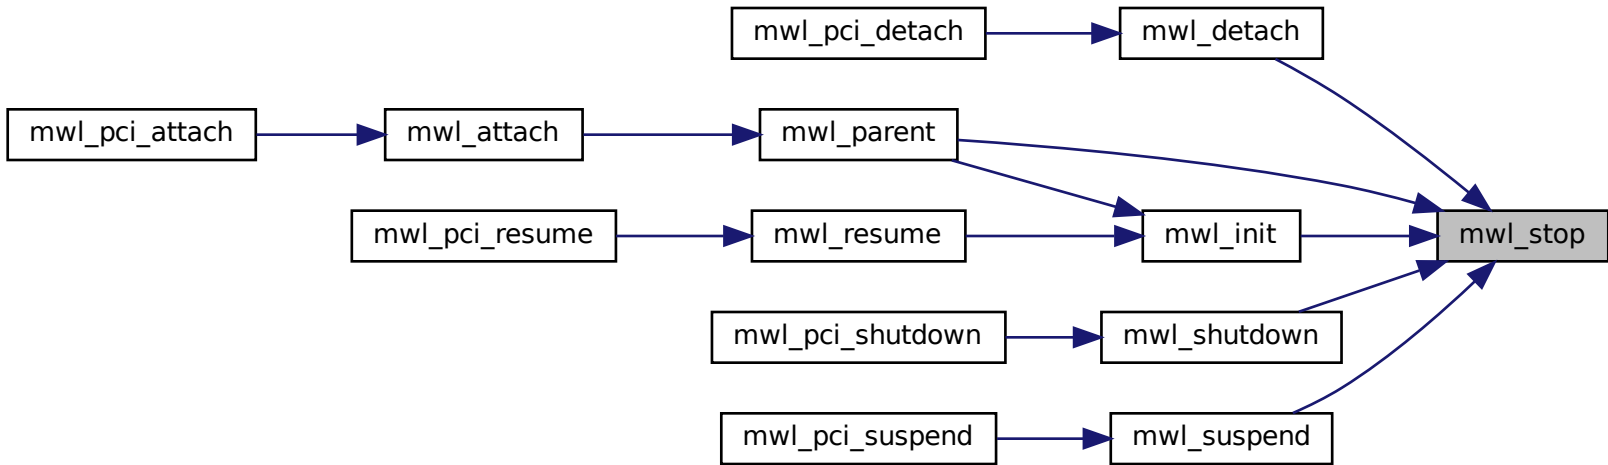 mwl_pci_detach
mwl_detach
mwl_pci_attach
mwl_attach
mwl_parent
mwl_pci_resume
mwl_resume
mwl_init
mwl_stop
mwl_pci_shutdown
mwl_shutdown
mwl_pci_suspend
mwl_suspend